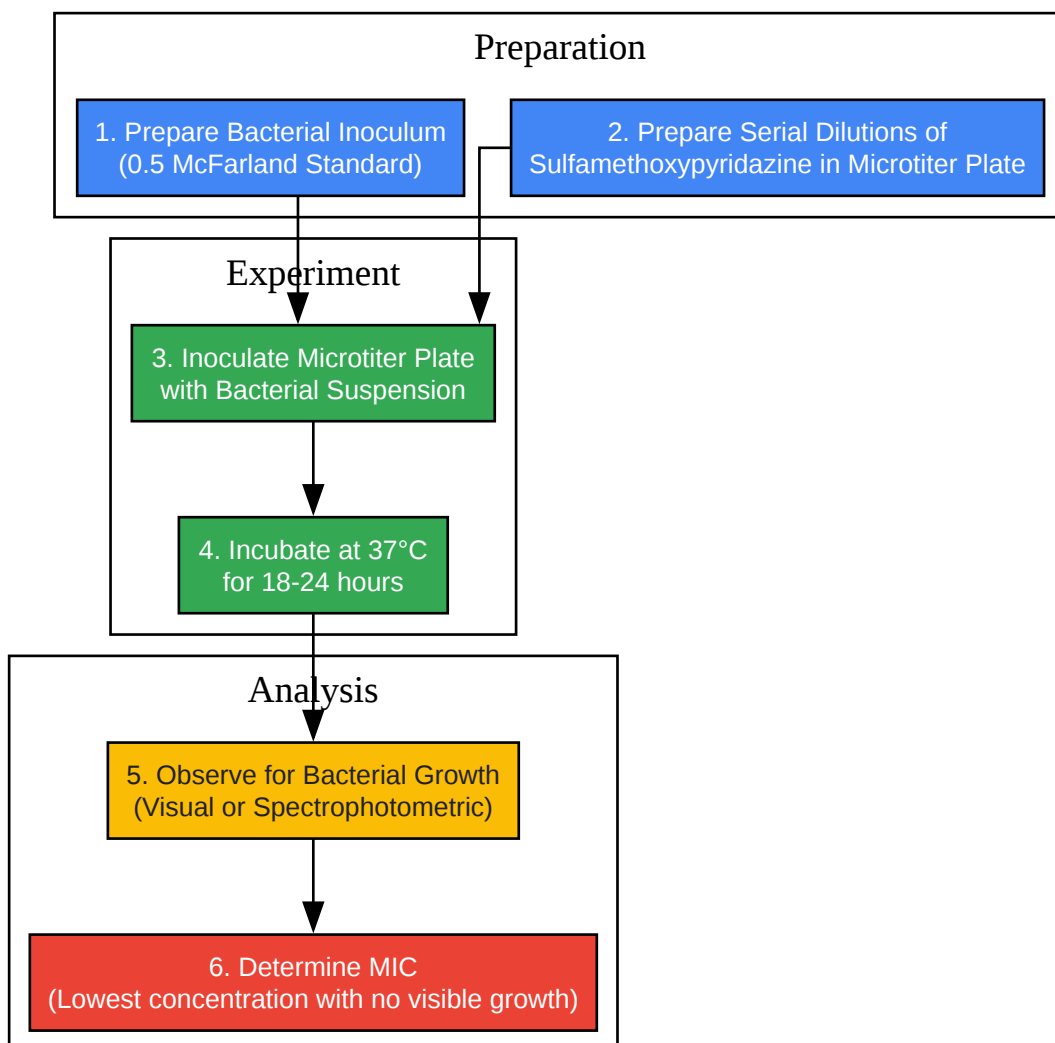 Preparation
1. Prepare Bacterial Inoculum
(0.5 McFarland Standard)
2. Prepare Serial Dilutions of
Sulfamethoxypyridazine in Microtiter Plate
Experiment
3. Inoculate Microtiter Plate
with Bacterial Suspension
4. Incubate at 37°C
for 18-24 hours
Analysis
5. Observe for Bacterial Growth
(Visual or Spectrophotometric)
6. Determine MIC
(Lowest concentration with no visible growth)